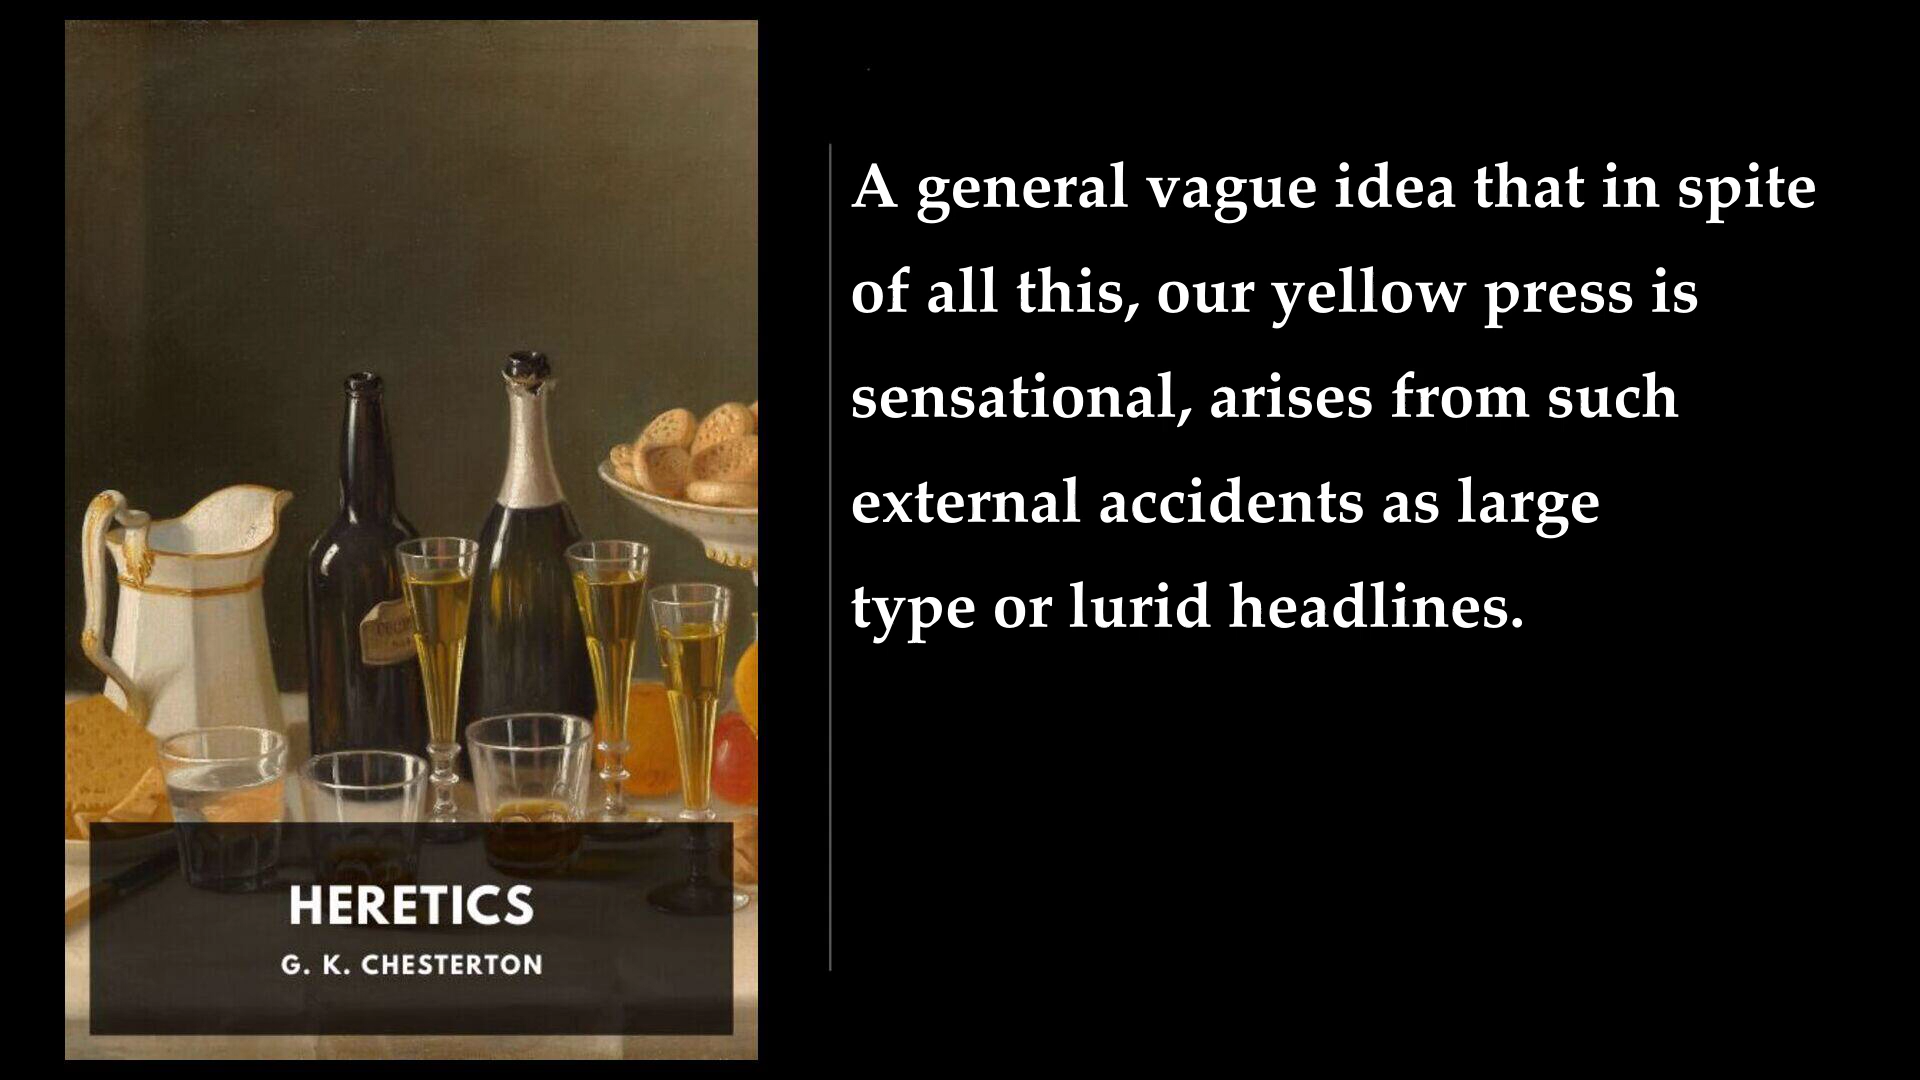 A general vague idea that in spite
of all this, our yellow press is
sensational, arises from such
external accidents as large
type or lurid headlines.
HERETICS
G. K. CHESTERTON